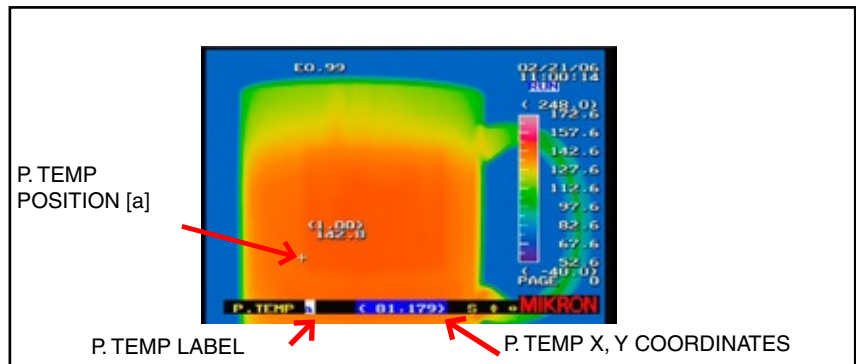 E0.99
02/21/06
11:00:14
RUN
( 248.0)
172.6
157.6
142.6
127.6
112.6
97.6
82.6
67.6
52.6
( -40.0)
PAGE 0
P. TEMP
POSITION [a]
(1.00)
142.8
P.TEMP a ( 81,179) S
MIKRON
P. TEMP LABEL
P. TEMP X, Y COORDINATES